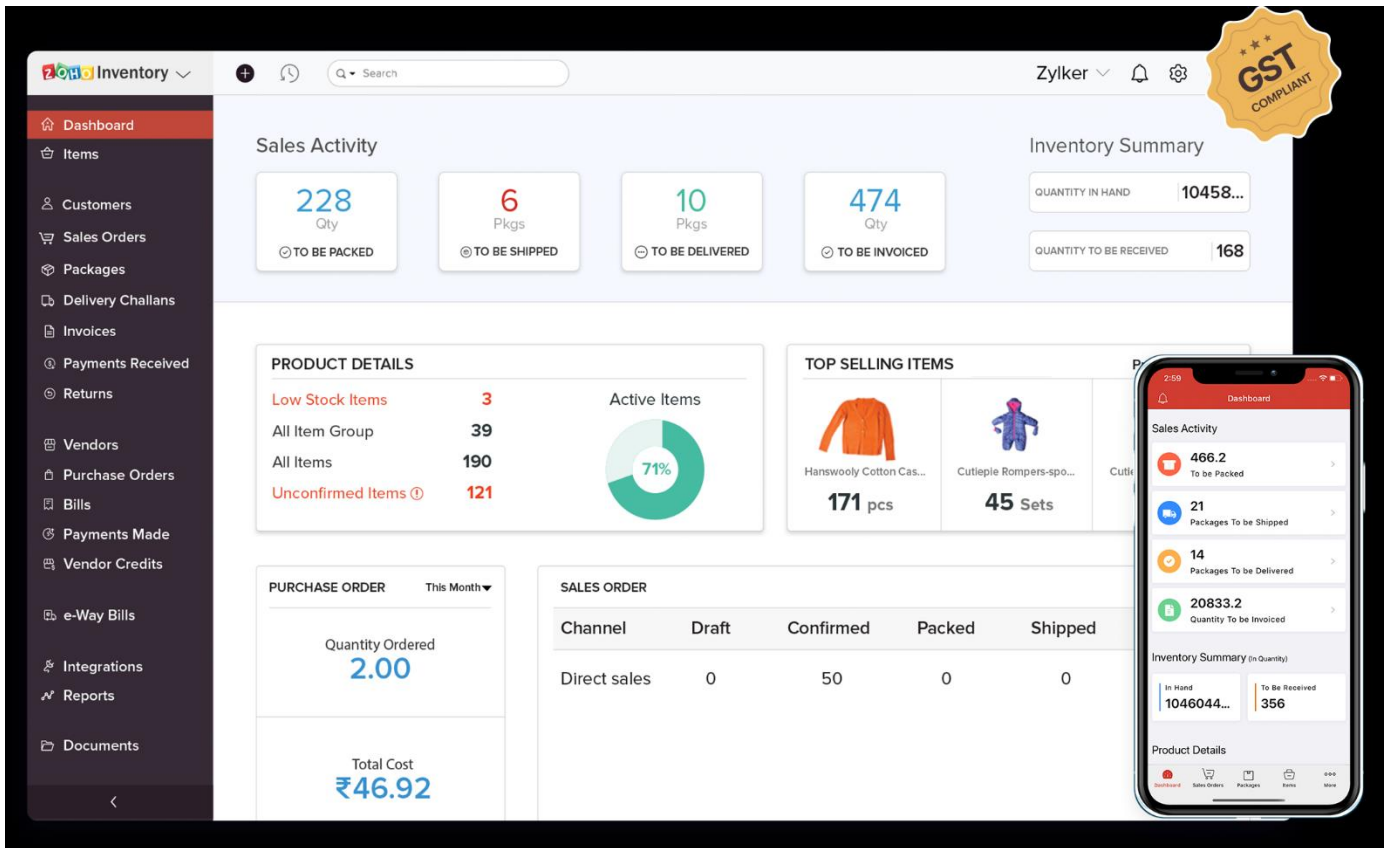 ZOHO Inventory
Search
Zylker
GST
COMPLIANT
Dashboard
Items
Customers
Sales Orders
Packages
Delivery Challans
Invoices
Payments Received
Returns
Vendors
Purchase Orders
Bills
Payments Made
Vendor Credits
e-Way Bills
Integrations
Reports
Documents
Sales Activity
228
Qty
TO BE PACKED
6
Pkgs
TO BE SHIPPED
10
Pkgs
TO BE DELIVERED
474
Qty
TO BE INVOICED
Inventory Summary
QUANTITY IN HAND 10458...
QUANTITY TO BE RECEIVED 168
PRODUCT DETAILS
Low Stock Items 3
All Item Group 39
All Items 190
Unconfirmed Items 121
Active Items
71%
TOP SELLING ITEMS
Hanswooly Cotton Cas...
171 pcs
Cutiepie Rompers-spo...
45 Sets
PURCHASE ORDER This Month
Quantity Ordered
2.00
Total Cost
₹46.92
SALES ORDER
Channel Draft Confirmed Packed Shipped
Direct sales 0 50 0 0
2:59
Dashboard
Sales Activity
466.2
To be Packed
21
Packages To be Shipped
14
Packages To be Delivered
20833.2
Quantity To be Invoiced
Inventory Summary (In Quantity)
In Hand
1046044...
To Be Received
356
Product Details
Dashboard Sales Orders Packages Items More